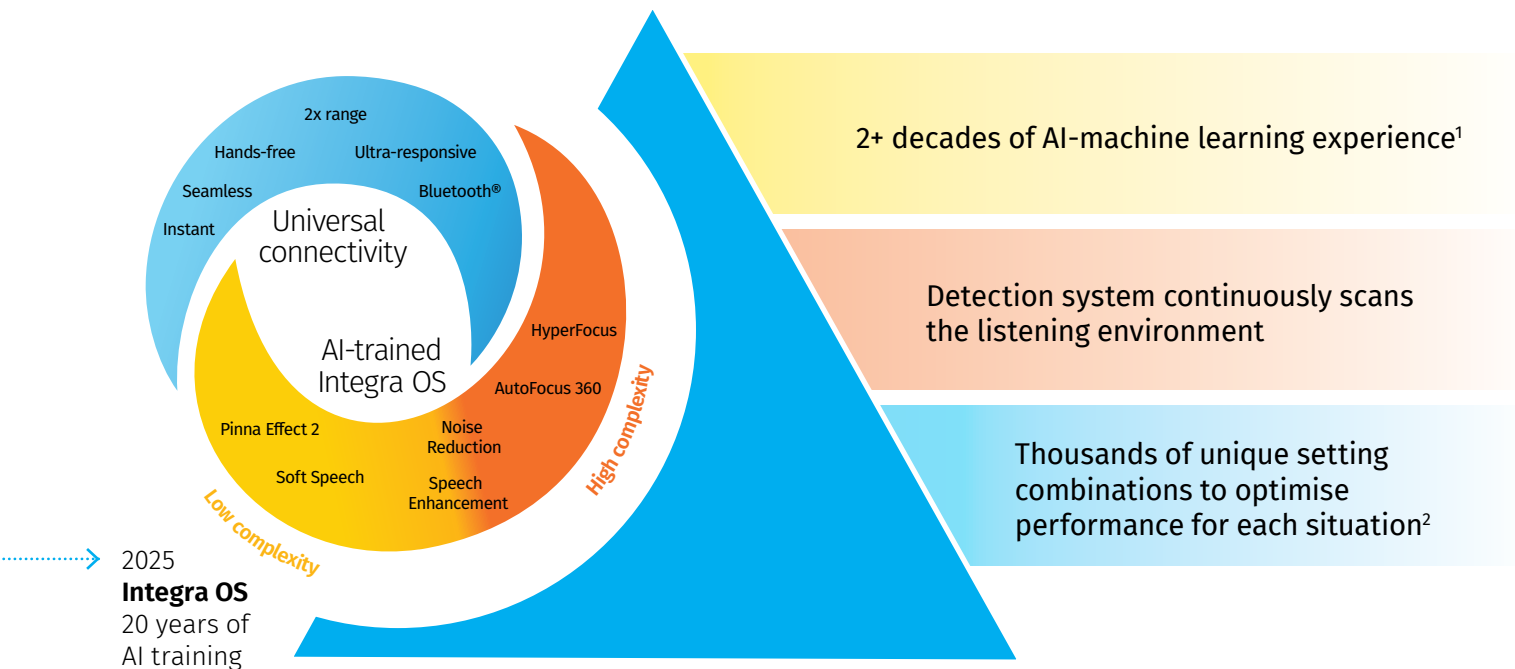 2x range
Hands-free
Ultra-responsive
Seamless
Bluetooth®
Instant
Universal
connectivity
AI-trained
Integra OS
HyperFocus
AutoFocus 360
Pinna Effect 2
Noise
Reduction
Soft Speech
Speech
Enhancement
Low complexity
High complexity
2025
Integra OS
20 years of
AI training
2+ decades of AI-machine learning experience¹
Detection system continuously scans
the listening environment
Thousands of unique setting
combinations to optimise
performance for each situation²